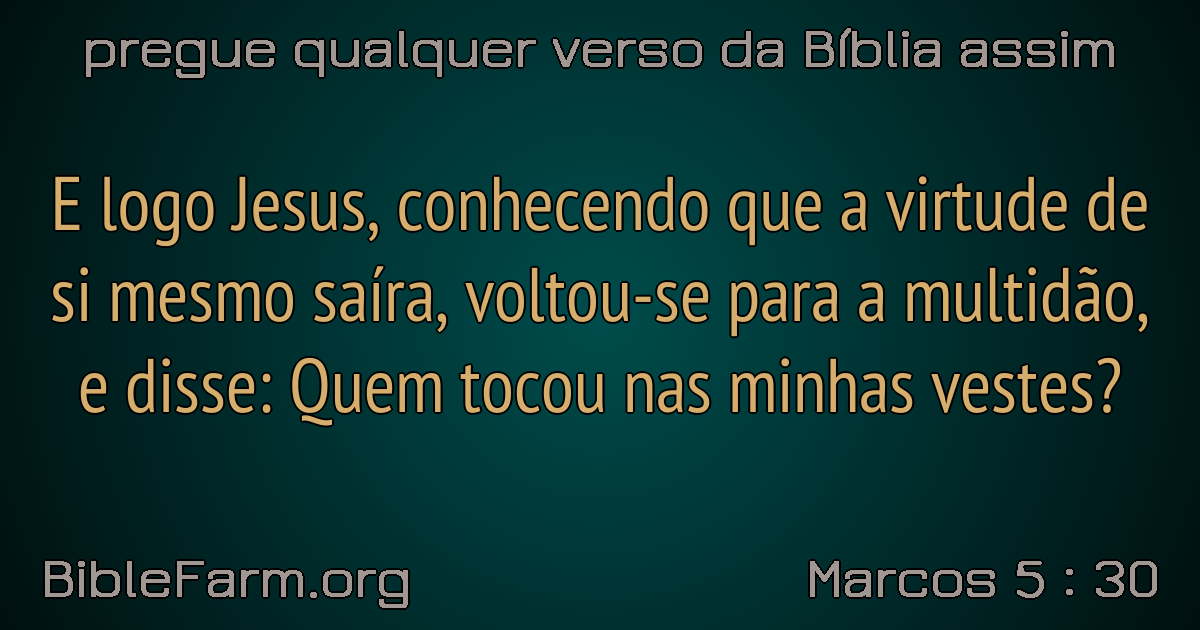 pregue qualquer verso da Bíblia assim
E logo Jesus, conhecendo que a virtude de
si mesmo saíra, voltou-se para a multidão,
e disse: Quem tocou nas minhas vestes?
BibleFarm.org
Marcos 5 : 30